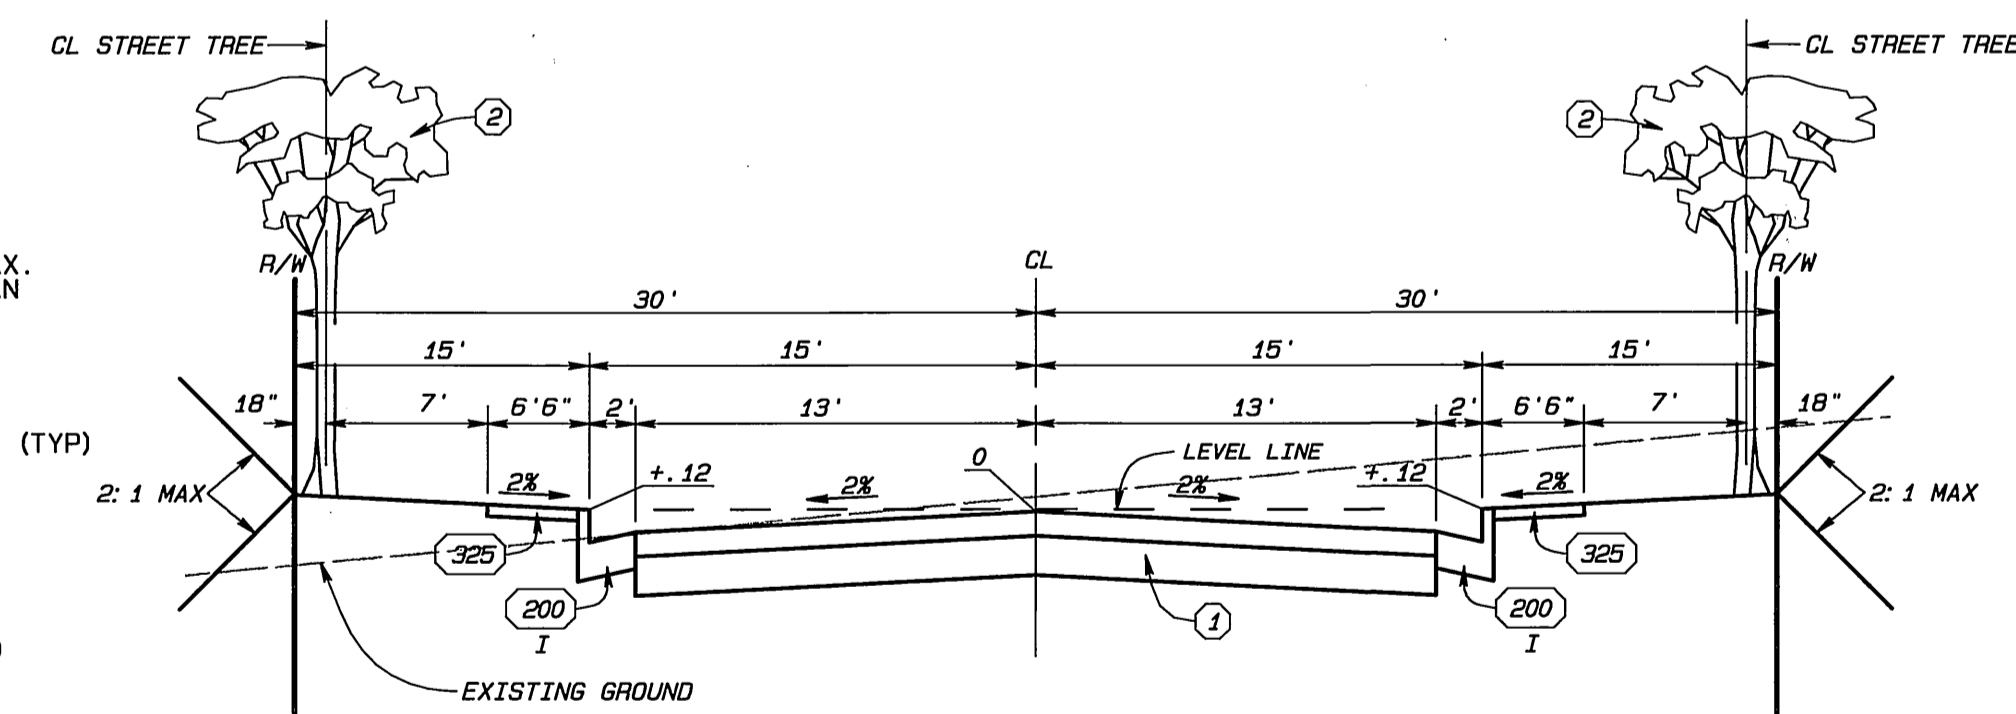 CL STREET TREE
CL STREET TREE
2
2
X.
N
R/W
CL
R/W
30'
30'
15'
15'
15'
15'
18"
7'
6'6"
2'
13'
13'
2'
6'6"
7'
18"
(TYP)
LEVEL LINE
0
2%
+.12
2%
2%
+.12
2%
2:1 MAX
2:1 MAX
325
325
200
I
1
200
I
EXISTING GROUND